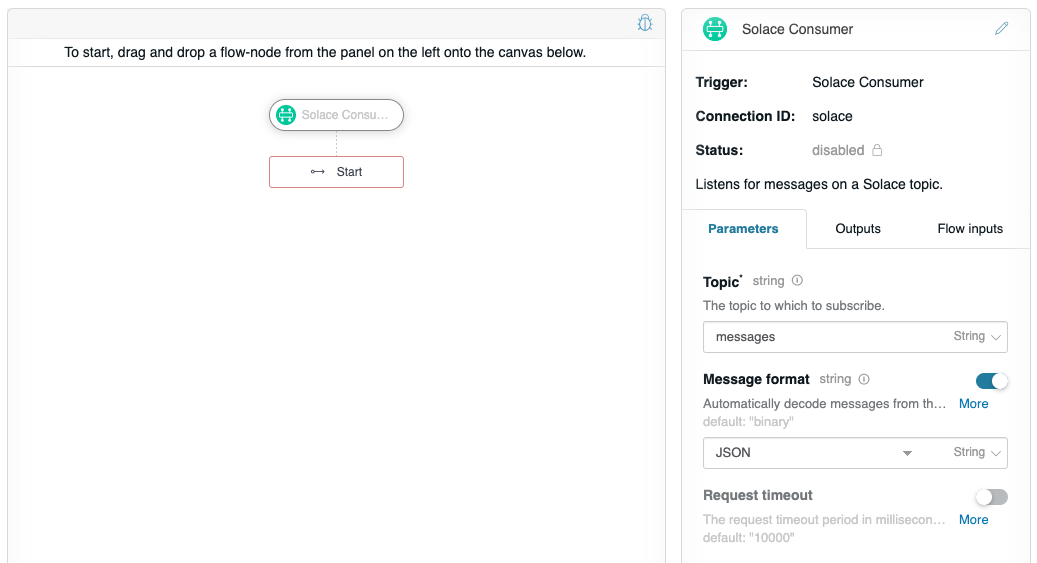 To start, drag and drop a flow-node from the panel on the left onto the canvas below.
Solace Consu...
Start
Solace Consumer
Trigger: Solace Consumer
Connection ID: solace
Status: disabled
Listens for messages on a Solace topic.
Parameters Outputs Flow inputs
Topic* string
The topic to which to subscribe.
messages String
Message format string
Automatically decode messages from th... More
default: "binary"
JSON String
Request timeout
The request timeout period in millisecon... More
default: "10000"